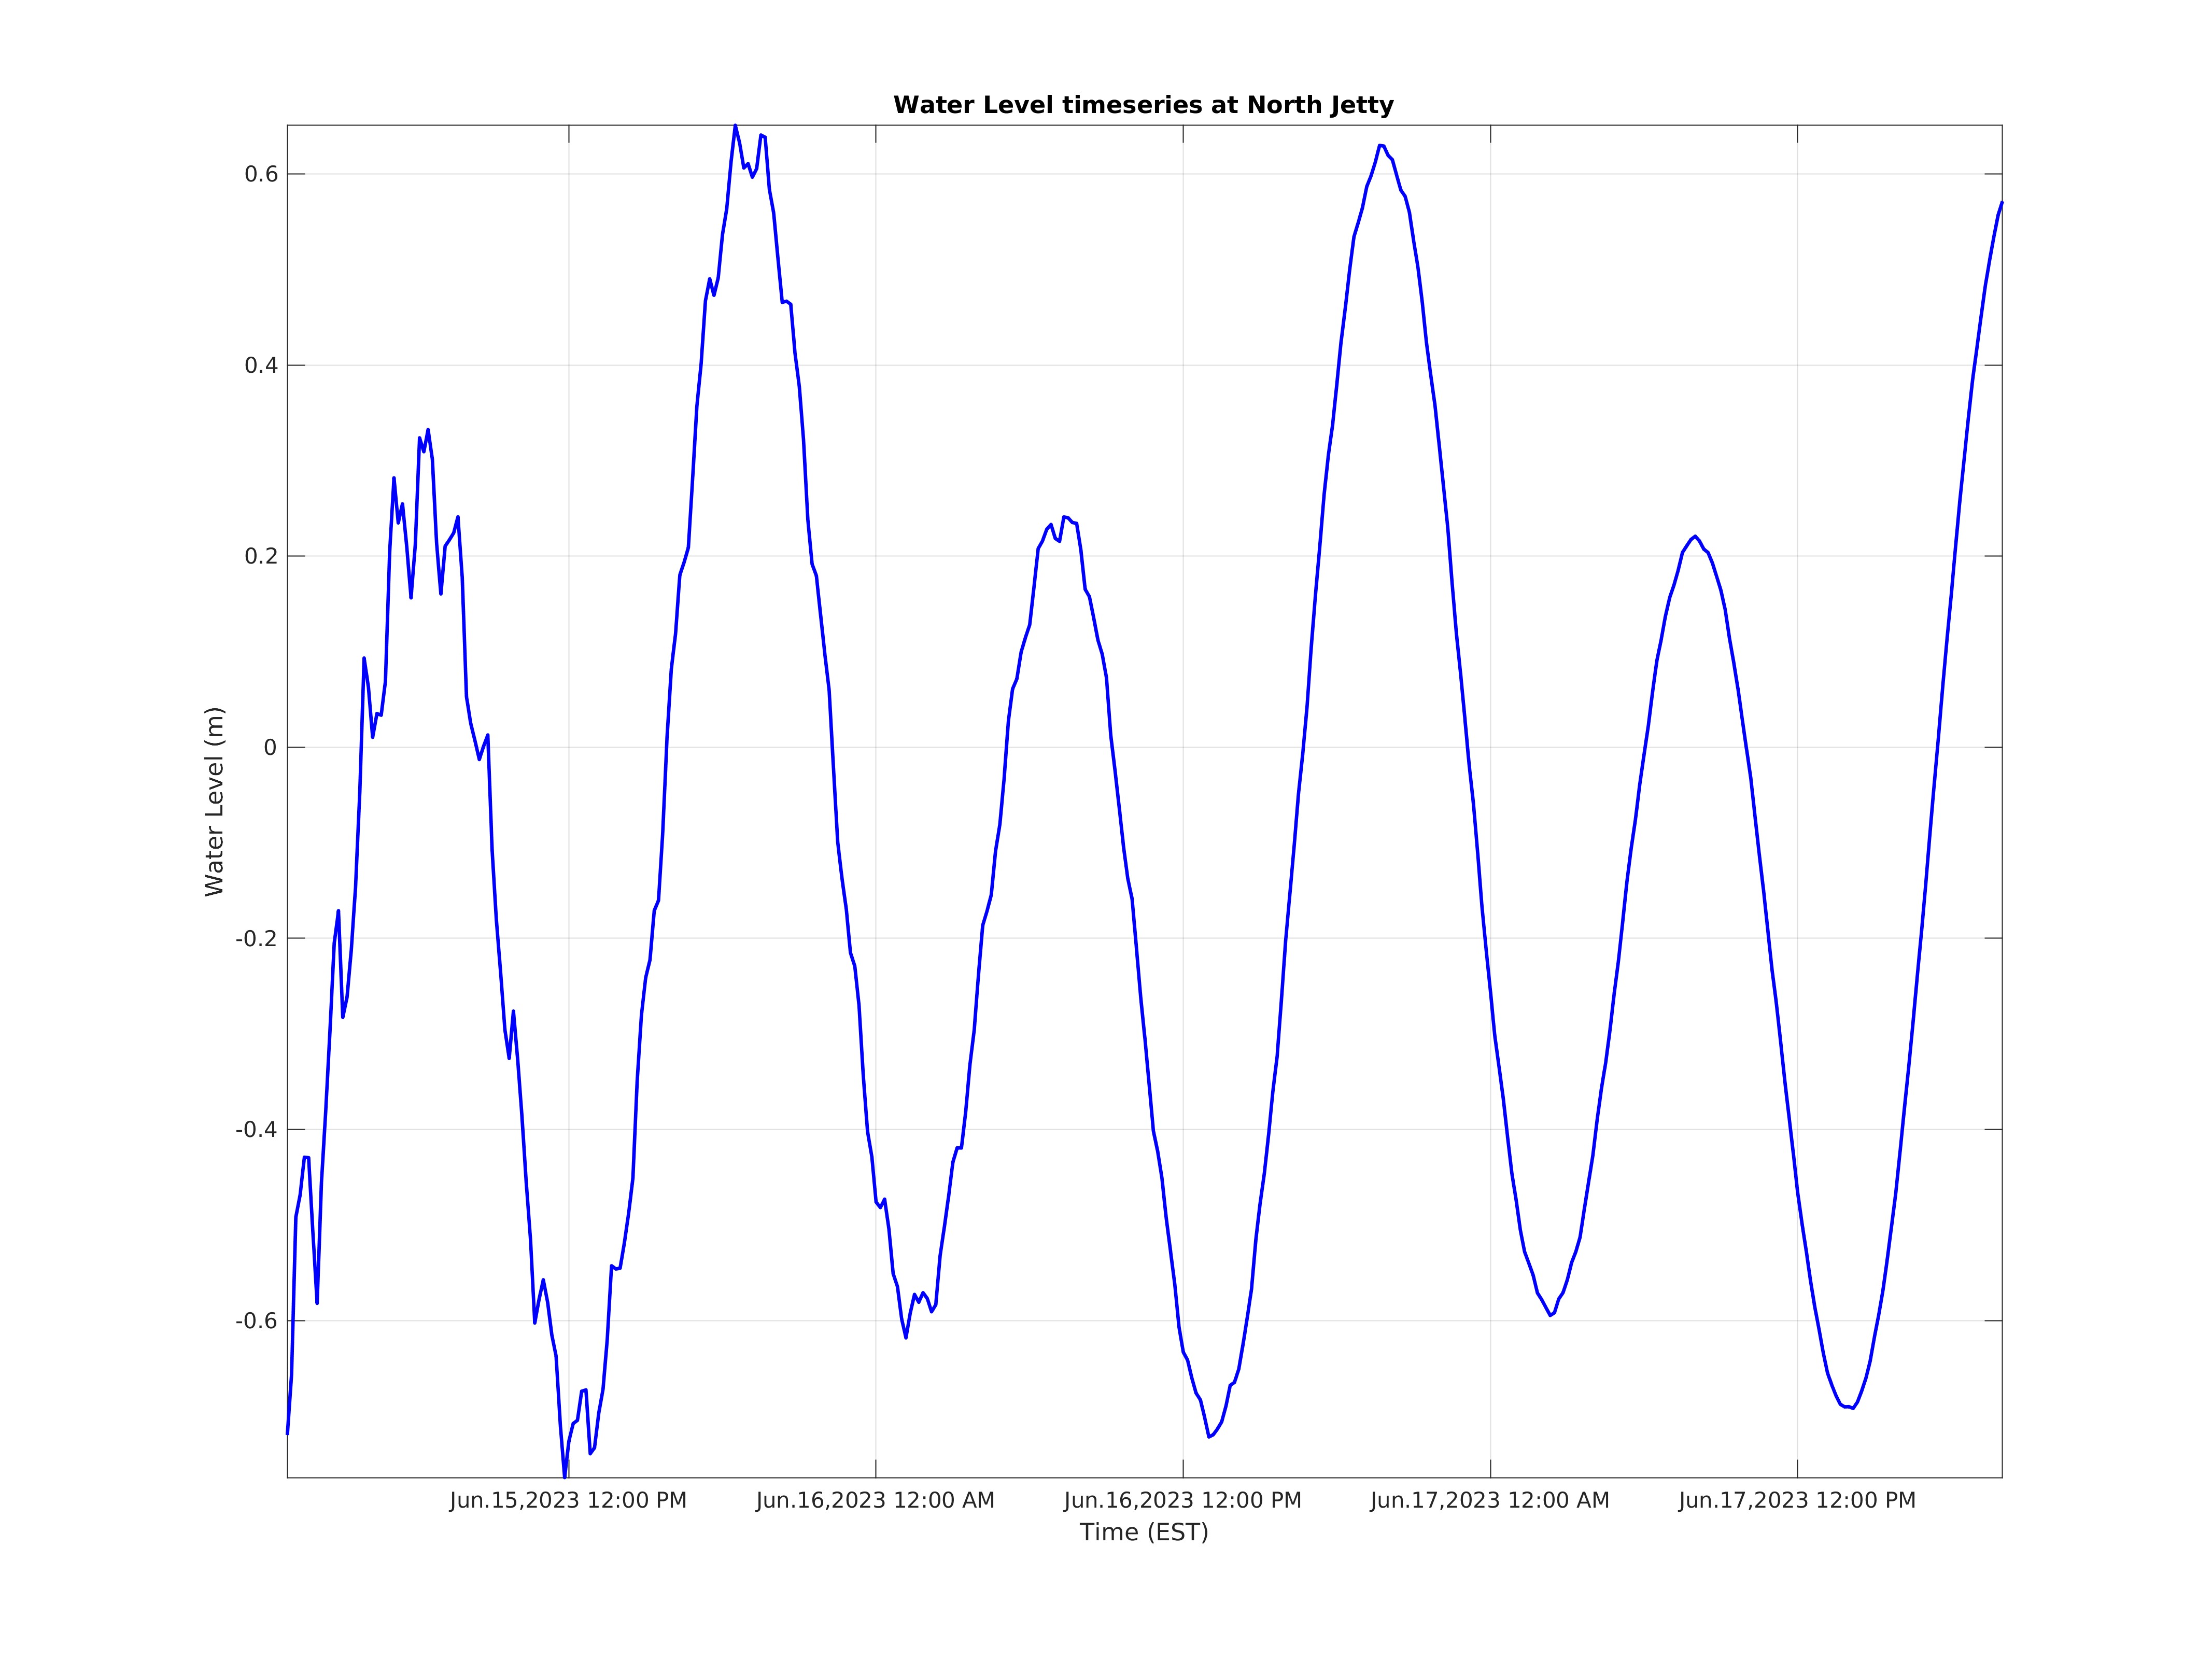 Water Level timeseries at North Jetty
0.6
0.4
0.2
0
-0.2
-0.4
-0.6
Water Level (m)
Jun.15,2023 12:00 PM
Jun.16,2023 12:00 AM
Jun.16,2023 12:00 PM
Jun.17,2023 12:00 AM
Jun.17,2023 12:00 PM
Time (EST)